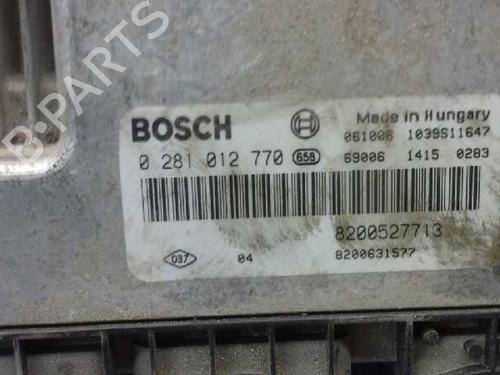 B-PARTS
BOSCH
Made in Hungary
061006 1039S11647
0 281 012 770 658
69006 1415 0283
8200527713
037 04 8200631577